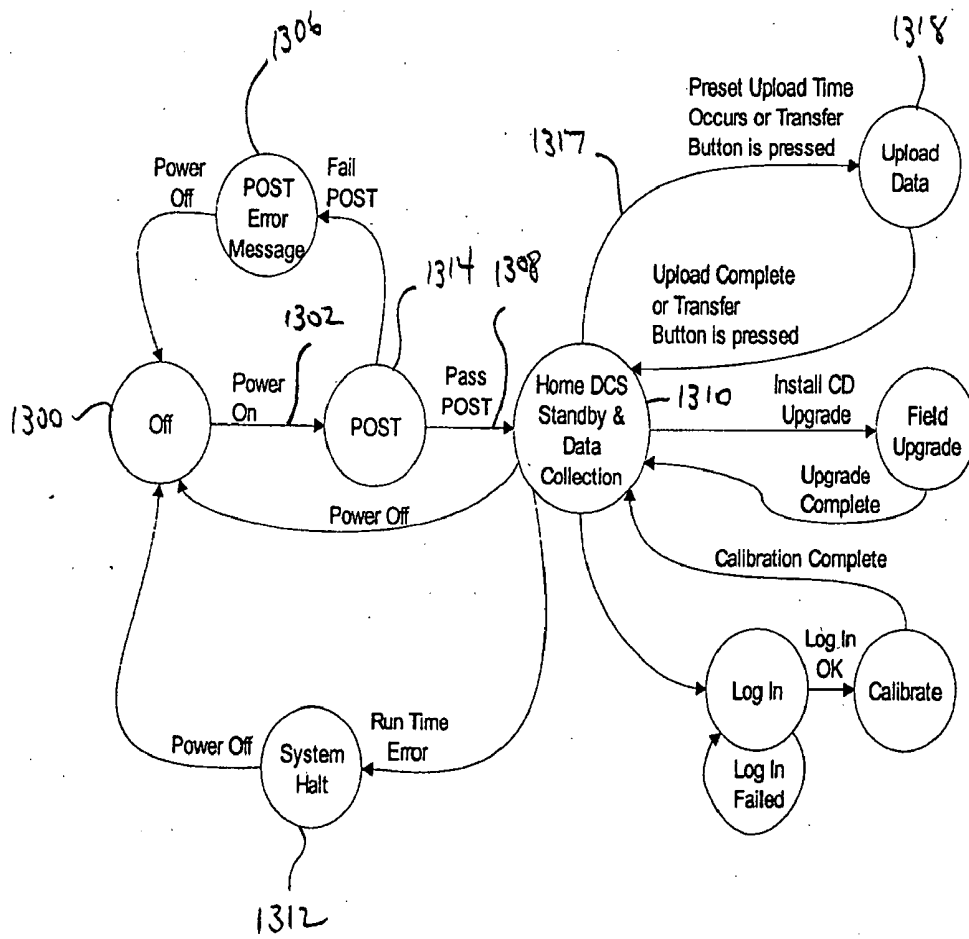 1306
1318
Preset Upload Time
Occurs or Transfer
Button is pressed
1317
Upload
Data
Power
Off
POST
Error
Message
Fail
POST
1314
1308
Upload Complete
or Transfer
Button is pressed
1302
1300
Off
Power
On
POST
Pass
POST
Home DCS
Standby &
Data
Collection
1310
Install CD
Upgrade
Field
Upgrade
Upgrade
Complete
Power Off
Calibration Complete
Log In
Log In
OK
Calibrate
Log In
Failed
Power Off
System
Halt
Run Time
Error
1312